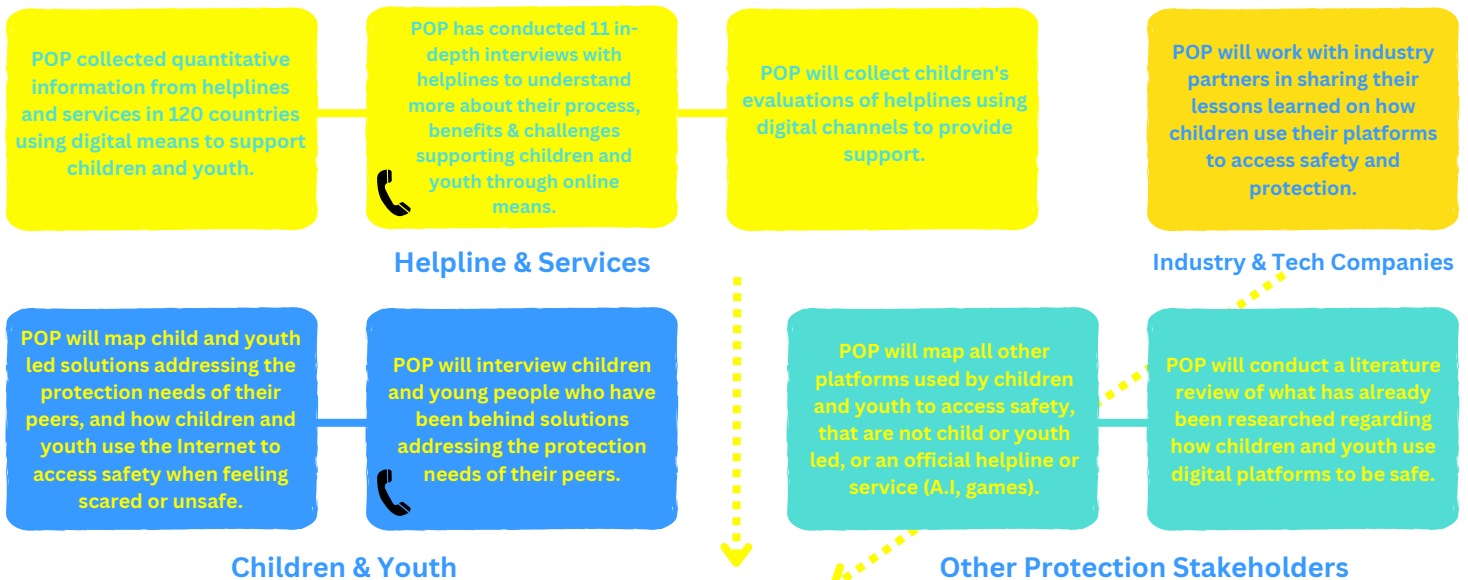 POP collected quantitative
information from helplines
and services in 120 countries
using digital means to support
children and youth.
POP has conducted 11 in-
depth interviews with
helplines to understand
more about their process,
benefits & challenges
supporting children and
youth through online
means.
POP will collect children's
evaluations of helplines using
digital channels to provide
support.
POP will work with industry
partners in sharing their
lessons learned on how
children use their platforms
to access safety and
protection.
Helpline & Services
Industry & Tech Companies
POP will map child and youth
led solutions addressing the
protection needs of their
peers, and how children and
youth use the Internet to
access safety when feeling
scared or unsafe.
POP will interview children
and young people who have
been behind solutions
addressing the protection
needs of their peers.
POP will map all other
platforms used by children
and youth to access safety,
that are not child or youth
led, or an official helpline or
service (A.I, games).
POP will conduct a literature
review of what has already
been researched regarding
how children and youth use
digital platforms to be safe.
Children & Youth
Other Protection Stakeholders